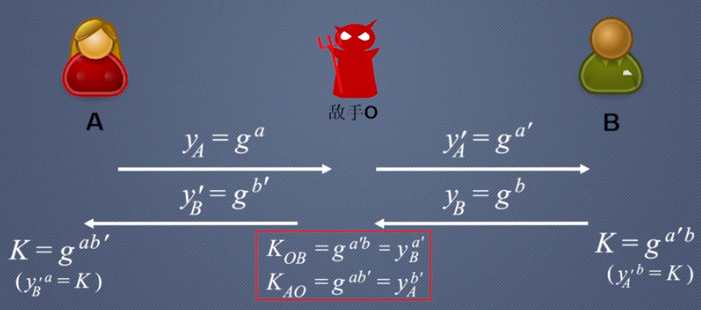 敌手O
A
B
y_A = g^a
y'_A = g^{a'}
y'_B = g^{b'}
y_B = g^b
K = g^{ab'}
(y'_B^a = K)
K_{OB} = g^{a'b} = y_B^{a'}
K_{AO} = g^{ab'} = y_A^{b'}
K = g^{a'b}
(y'_A^b = K)